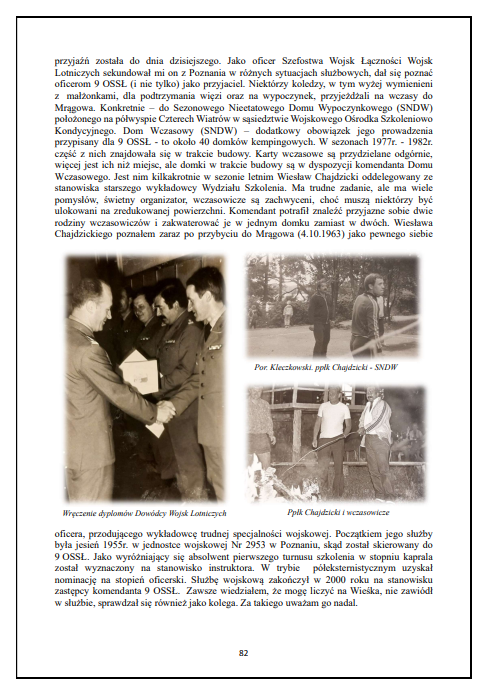 przyjaźń została do dnia dzisiejszego. Jako oficer Szefostwa Wojsk Łączności Wojsk
Lotniczych sekundował mi on z Poznania w różnych sytuacjach służbowych, dał się poznać
oficerom 9 OSSŁ (i nie tylko) jako przyjaciel. Niektórzy koledzy, w tym wyżej wymienieni
z małżonkami, dla podtrzymania więzi oraz na wypoczynek, przyjeżdżali na wczasy do
Mrągowa. Konkretnie – do Sezonowego Nieetatowego Domu Wypoczynkowego (SNDW)
położonego na półwyspie Czterech Wiatrów w sąsiedztwie Wojskowego Ośrodka Szkoleniowo
Kondycyjnego. Dom Wczasowy (SNDW) – dodatkowy obowiązek jego prowadzenia
przypisany dla 9 OSSŁ - to około 40 domków kempingowych. W sezonach 1977r. - 1982r.
część z nich znajdowała się w trakcie budowy. Karty wczasowe są przydzielane odgórnie,
więcej jest ich niż miejsc, ale domki w trakcie budowy są w dyspozycji komendanta Domu
Wczasowego. Jest nim kilkakrotnie w sezonie letnim Wiesław Chajdzicki oddelegowany ze
stanowiska starszego wykładowcy Wydziału Szkolenia. Ma trudne zadanie, ale ma wiele
pomysłów, świetny organizator, wczasowicze są zachwyceni, choć muszą niektórzy być
ulokowani na zredukowanej powierzchni. Komendant potrafił znaleźć przyjazne sobie dwie
rodziny wczasowiczów i zakwaterować je w jednym domku zamiast w dwóch. Wiesława
Chajdzickiego poznałem zaraz po przybyciu do Mrągowa (4.10.1963) jako pewnego siebie
Por. Kleczkowski. ppłk Chajdzicki - SNDW
Wręczenie dyplomów Dowódcy Wojsk Lotniczych
Ppłk Chajdzicki i wczasowicze
oficera, przodującego wykładowcę trudnej specjalności wojskowej. Początkiem jego służby
była jesień 1955r. w jednostce wojskowej Nr 2953 w Poznaniu, skąd został skierowany do
9 OSSŁ. Jako wyróżniający się absolwent pierwszego turnusu szkolenia w stopniu kaprala
został wyznaczony na stanowisko instruktora. W trybie półeksternistycznym uzyskał
nominację na stopień oficerski. Służbę wojskową zakończył w 2000 roku na stanowisku
zastępcy komendanta 9 OSSŁ. Zawsze wiedziałem, że mogę liczyć na Wieśka, nie zawiódł
w służbie, sprawdzał się również jako kolega. Za takiego uważam go nadal.
82